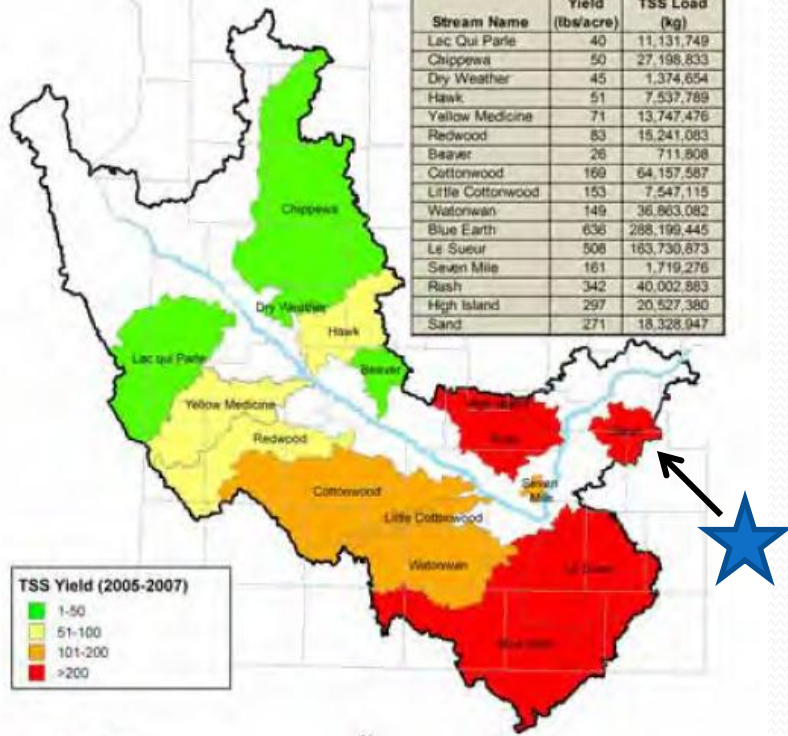 Stream Name Yield (lbs/acre) TSS Load (kg)
Lac Qui Parle 40 11,131,749
Chippewa 50 27,198,833
Dry Weather 45 1,374,654
Hawk 51 7,537,789
Yellow Medicine 71 13,747,476
Redwood 83 15,241,083
Beaver 26 711,808
Cottonwood 169 64,157,587
Little Cottonwood 153 7,547,115
Watonwan 149 36,863,082
Blue Earth 636 288,199,445
Le Sueur 508 163,730,873
Seven Mile 161 1,719,276
Rush 342 40,002,883
High Island 297 20,527,380
Sand 271 18,328,947
Chippewa
Dry Weather
Hawk
Lac qui Parle
Beaver
Yellow Medicine
Redwood
Cottonwood
Seven
Mile
Little Cottonwood
Watonwan
Le Sueur
TSS Yield (2005-2007)
1-50
51-100
101-200
>200